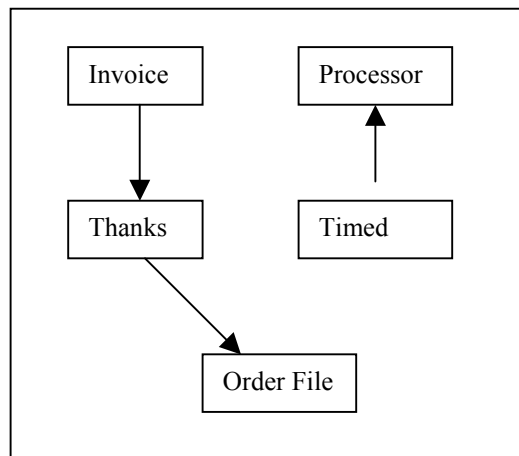 Invoice
Processor
Thanks
Timed
Order File